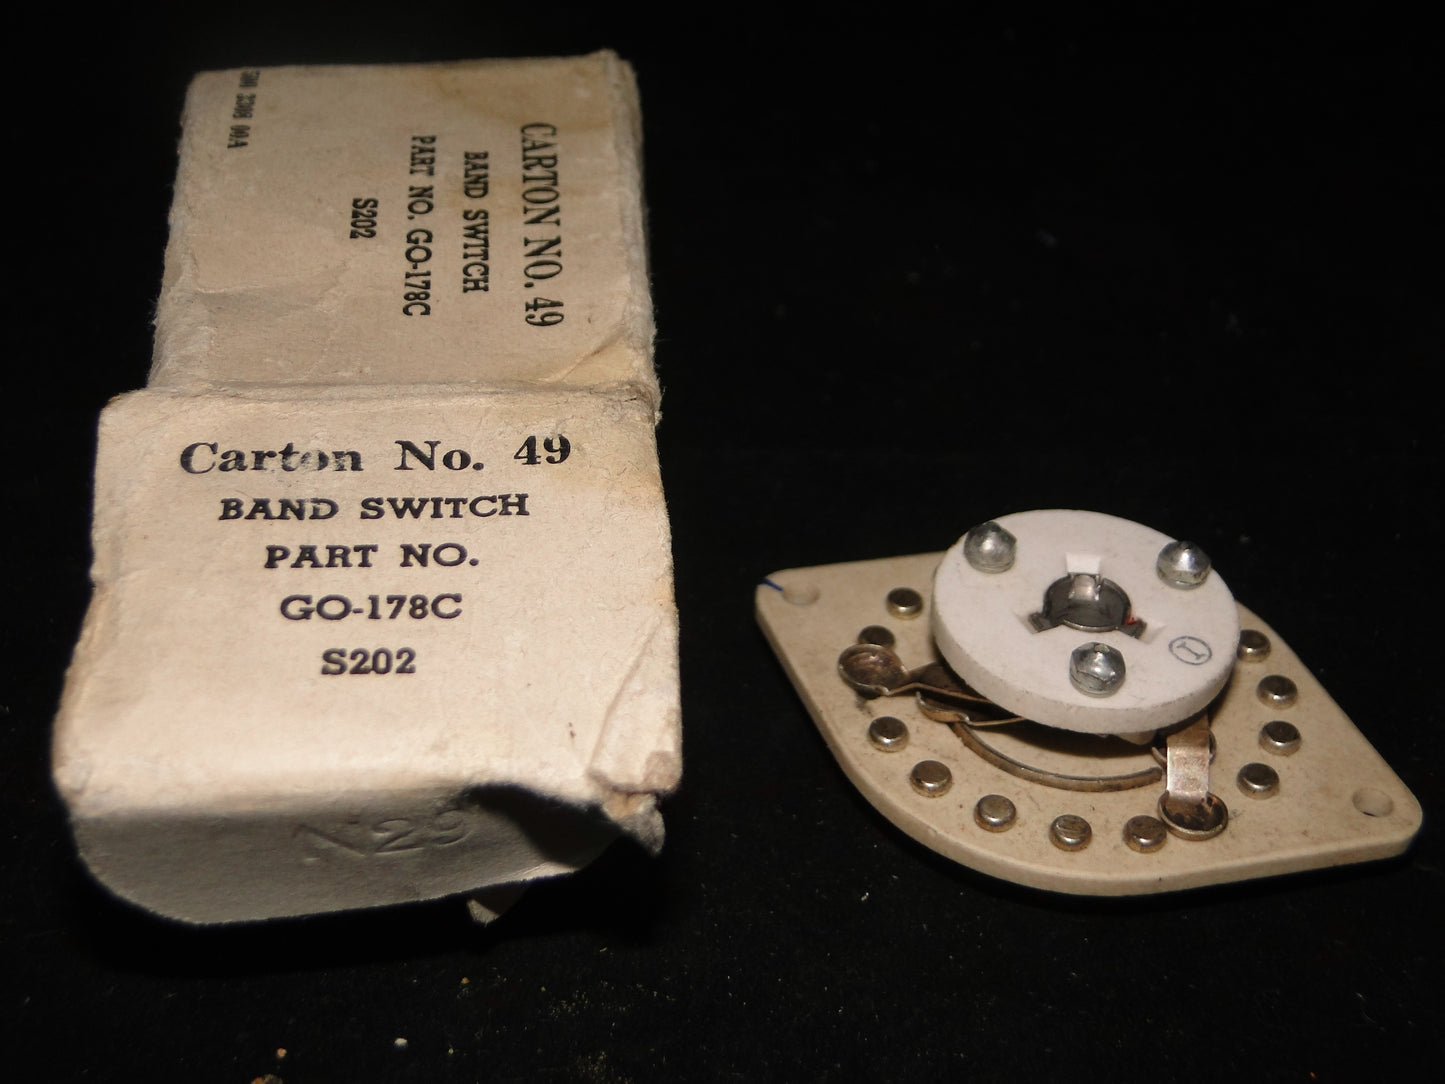 CARTON NO. 49
BAND SWITCH
PART NO. GO-178C
S202
Carton No. 49
BAND SWITCH
PART NO.
GO-178C
S202
N29
I